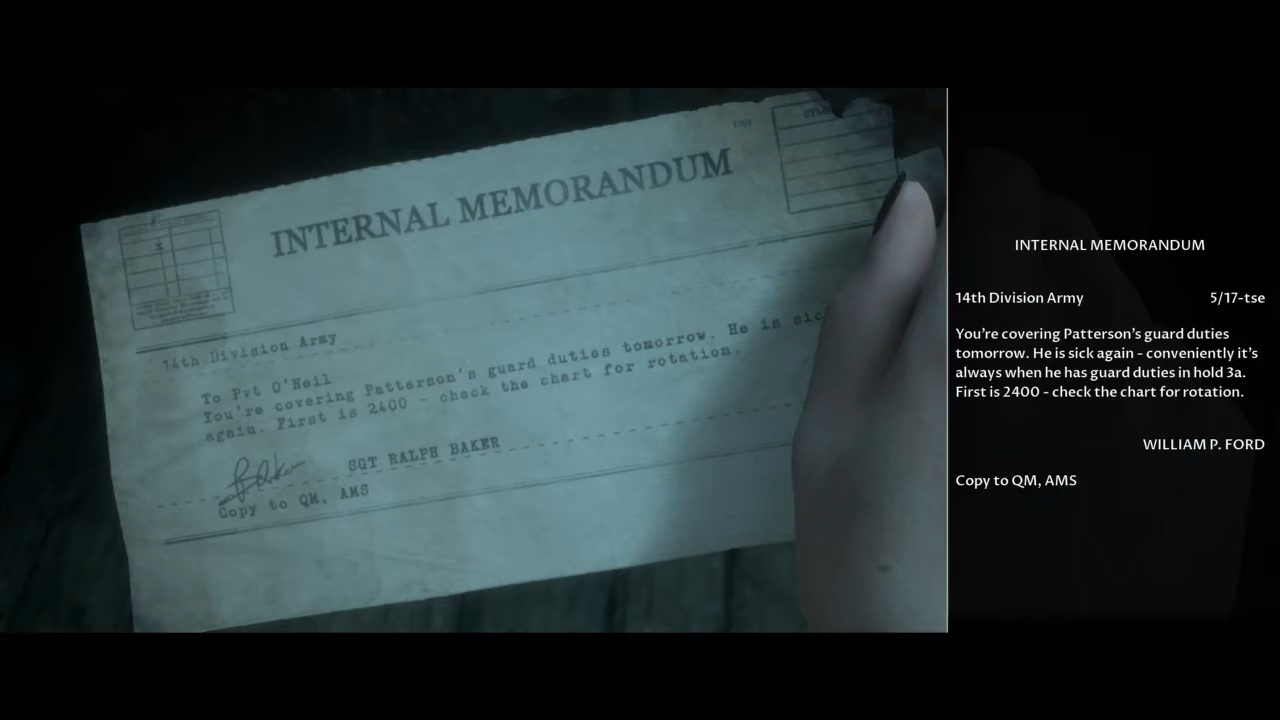 INTERNAL MEMORANDUM
14th Division Army
To Pvt O'Neil
You're covering Patterson's guard duties tomorrow. He is sic
again. First is 2400 - check the chart for rotation.
SGT RALPH BAKER
Copy to QM, AMS
INTERNAL MEMORANDUM
14th Division Army 5/17-tse
You're covering Patterson's guard duties
tomorrow. He is sick again - conveniently it's
always when he has guard duties in hold 3a.
First is 2400 - check the chart for rotation.
WILLIAM P. FORD
Copy to QM, AMS